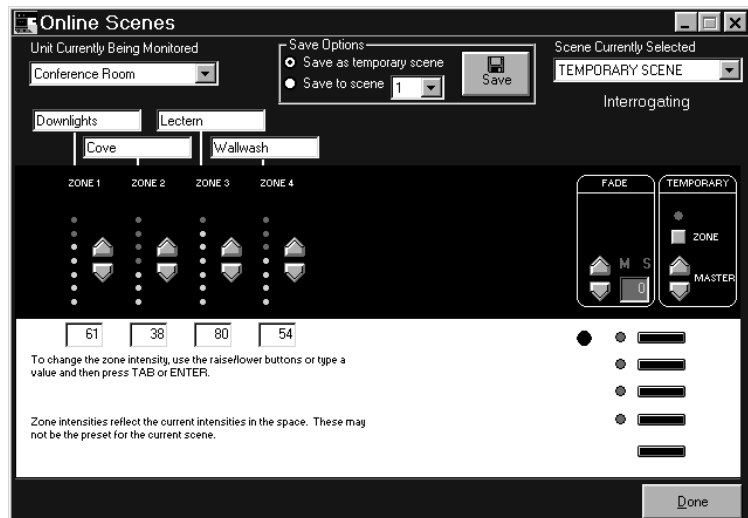 Online Scenes
Unit Currently Being Monitored
Conference Room
Save Options
Save as temporary scene
Save to scene 1
Save
Scene Currently Selected
TEMPORARY SCENE
Interrogating
Downlights
Lectern
Cove
Wallwash
ZONE 1 ZONE 2 ZONE 3 ZONE 4
FADE
M S
0
TEMPORARY
ZONE
MASTER
61 38 80 54
To change the zone intensity, use the raise/lower buttons or type a
value and then press TAB or ENTER.
Zone intensities reflect the current intensities in the space. These may
not be the preset for the current scene.
Done